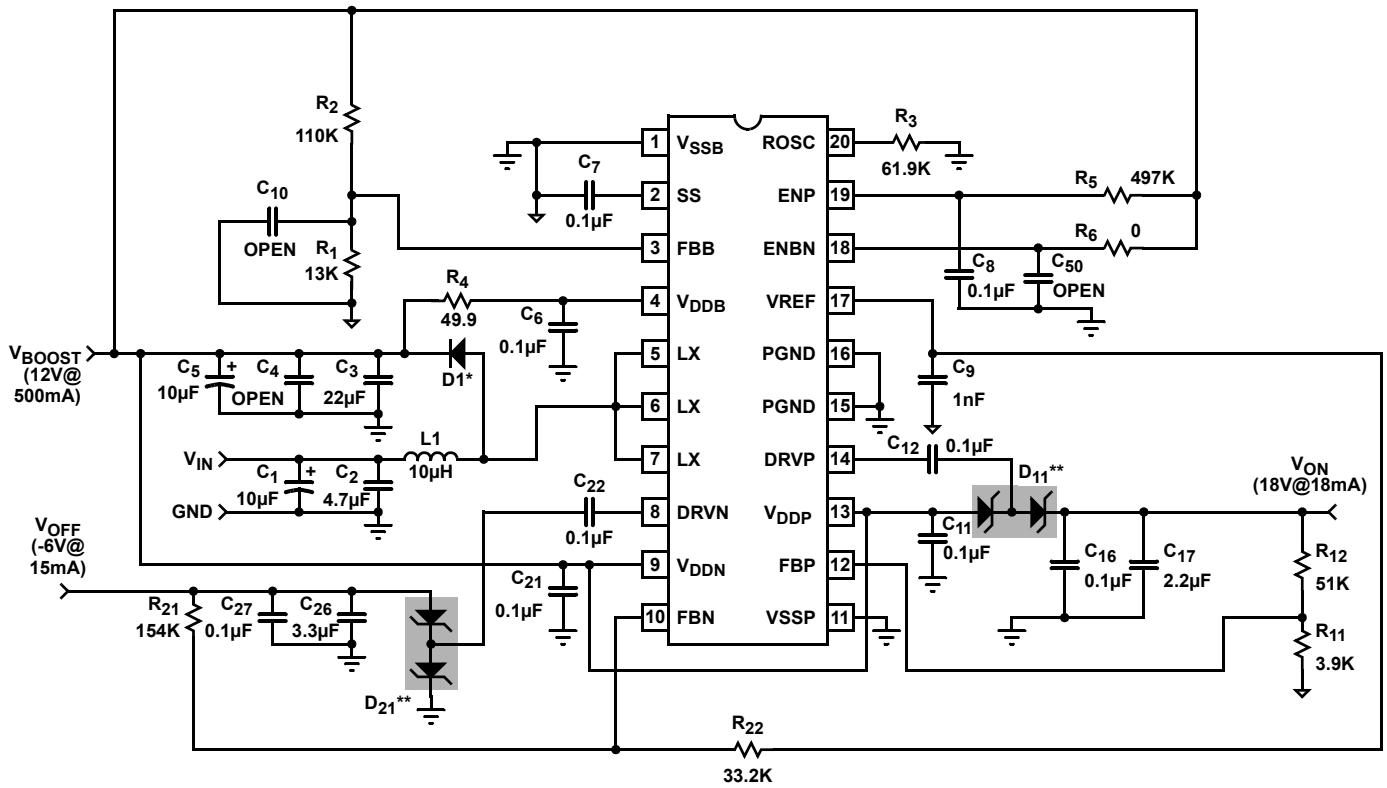 R2
110K
C10
OPEN
R1
13K
R4
49.9
C6
0.1µF
C7
0.1µF
VBOOST
(12V@
500mA)
C5
+
10µF
C4
OPEN
C3
22µF
D1*
VIN
GND
C1
+
10µF
C2
4.7µF
L1
10µH
C22
0.1µF
VOFF
(-6V@
15mA)
R21
154K
C27
0.1µF
C26
3.3µF
D21**
C21
0.1µF
1
VSSB
2
SS
3
FBB
4
VDDB
5
LX
6
LX
7
LX
8
DRVN
9
VDDN
10
FBN
ROSC
20
ENP
19
ENBN
18
VREF
17
PGND
16
PGND
15
DRVP
14
VDDP
13
FBP
12
VSSP
11
R3
61.9K
R5
497K
R6
0
C8
0.1µF
C50
OPEN
C9
1nF
C12
0.1µF
D11**
VON
(18V@18mA)
C11
0.1µF
C16
0.1µF
C17
2.2µF
R12
51K
R11
3.9K
R22
33.2K